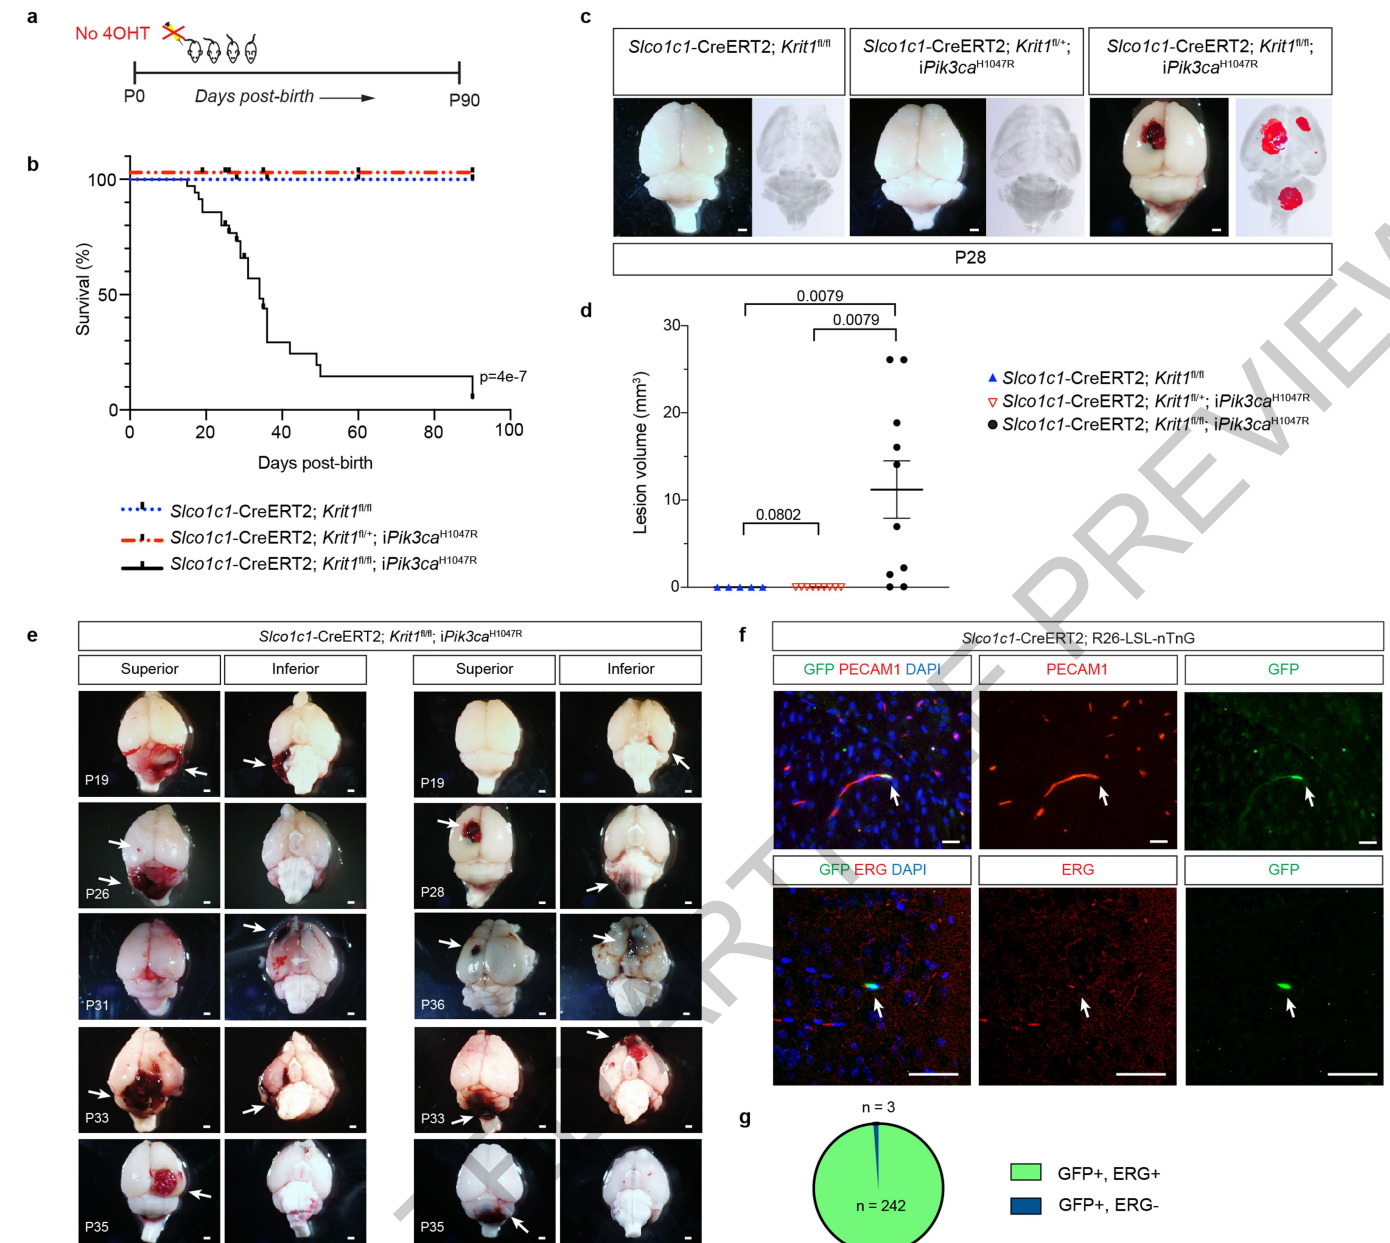 a
No 4OHT
P0
Days post-birth
P90
b
100
50
0
Survival (%)
0
20
40
60
80
100
Days post-birth
p=4e-7
Slco1c1-CreERT2; Krit1fl/fl
Slco1c1-CreERT2; Krit1fl/+; iPik3caH1047R
Slco1c1-CreERT2; Krit1fl/fl; iPik3caH1047R
c
Slco1c1-CreERT2; Krit1fl/fl
Slco1c1-CreERT2; Krit1fl/+;
iPik3caH1047R
Slco1c1-CreERT2; Krit1fl/fl;
iPik3caH1047R
P28
d
0.0079
0.0079
0.0802
30
20
10
0
Lesion volume (mm3)
Slco1c1-CreERT2; Krit1fl/fl
Slco1c1-CreERT2; Krit1fl/+; iPik3caH1047R
Slco1c1-CreERT2; Krit1fl/fl; iPik3caH1047R
e
Slco1c1-CreERT2; Krit1fl/fl; iPik3caH1047R
Superior
Inferior
Superior
Inferior
P19
P19
P26
P28
P31
P36
P33
P33
P35
P35
f
Slco1c1-CreERT2; R26-LSL-nTnG
GFP PECAM1 DAPI
PECAM1
GFP
GFP ERG DAPI
ERG
GFP
g
n = 3
n = 242
GFP+, ERG+
GFP+, ERG-
ARTICLE PREVIEW